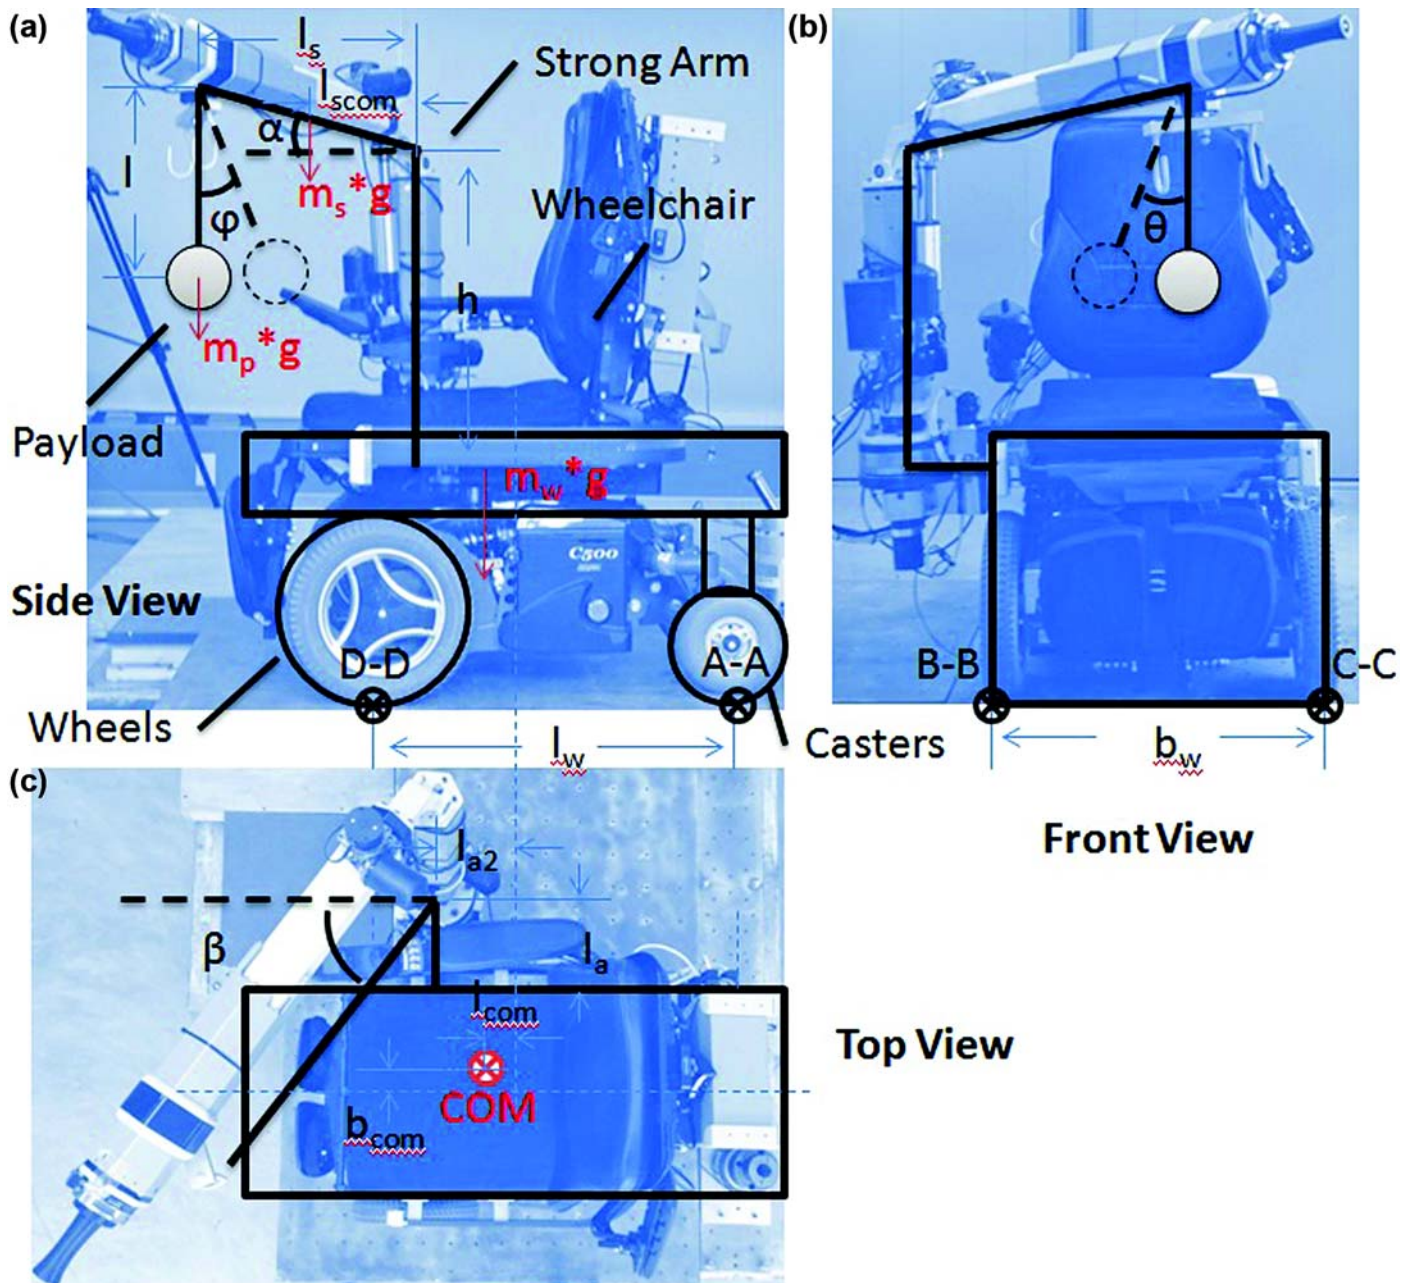 (a)
l_s
(b)
Strong Arm
l_scom
α
l
m_s*g
Wheelchair
φ
θ
h
m_p*g
Payload
m_w*g
C500
Side View
D-D
A-A
B-B
C-C
Wheels
l_w
Casters
b_w
(c)
Front View
l_a2
β
l_a
l_com
Top View
COM
b_com